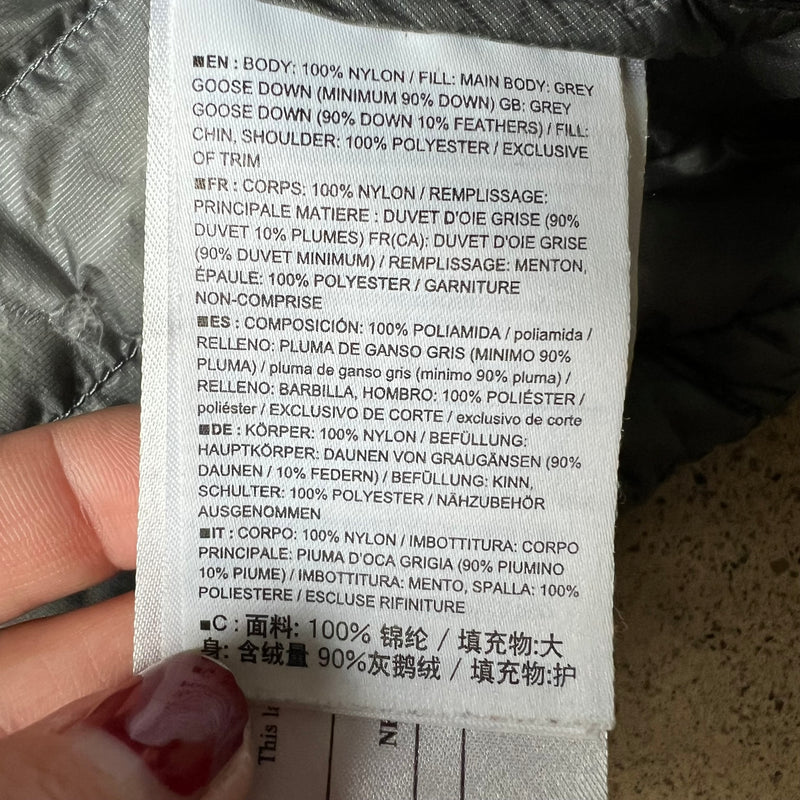 EN : BODY: 100% NYLON / FILL: MAIN BODY: GREY
GOOSE DOWN (MINIMUM 90% DOWN) GB: GREY
GOOSE DOWN (90% DOWN 10% FEATHERS) / FILL:
CHIN, SHOULDER: 100% POLYESTER / EXCLUSIVE
OF TRIM
FR : CORPS: 100% NYLON / REMPLISSAGE:
PRINCIPALE MATIERE : DUVET D'OIE GRISE (90%
DUVET 10% PLUMES) FR(CA): DUVET D'OIE GRISE
(90% DUVET MINIMUM) / REMPLISSAGE: MENTON,
ÉPAULE: 100% POLYESTER / GARNITURE
NON-COMPRISE
ES : COMPOSICIÓN: 100% POLIAMIDA / poliamida /
RELLENO: PLUMA DE GANSO GRIS (MINIMO 90%
PLUMA) / pluma de ganso gris (minimo 90% pluma) /
RELLENO: BARBILLA, HOMBRO: 100% POLIÉSTER /
poliéster / EXCLUSIVO DE CORTE / exclusivo de corte
DE : KÖRPER: 100% NYLON / BEFÜLLUNG:
HAUPTKÖRPER: DAUNEN VON GRAUGÄNSEN (90%
DAUNEN / 10% FEDERN) / BEFÜLLUNG: KINN,
SCHULTER: 100% POLYESTER / NÄHZUBEHÖR
AUSGENOMMEN
IT : CORPO: 100% NYLON / IMBOTTITURA: CORPO
PRINCIPALE: PIUMA D'OCA GRIGIA (90% PIUMINO
10% PIUME) / IMBOTTITURA: MENTO, SPALLA: 100%
POLIESTERE / ESCLUSE RIFINITURE
C : 面料: 100% 锦纶 / 填充物:大
身: 含绒量 90%灰鹅绒 / 填充物:护
This